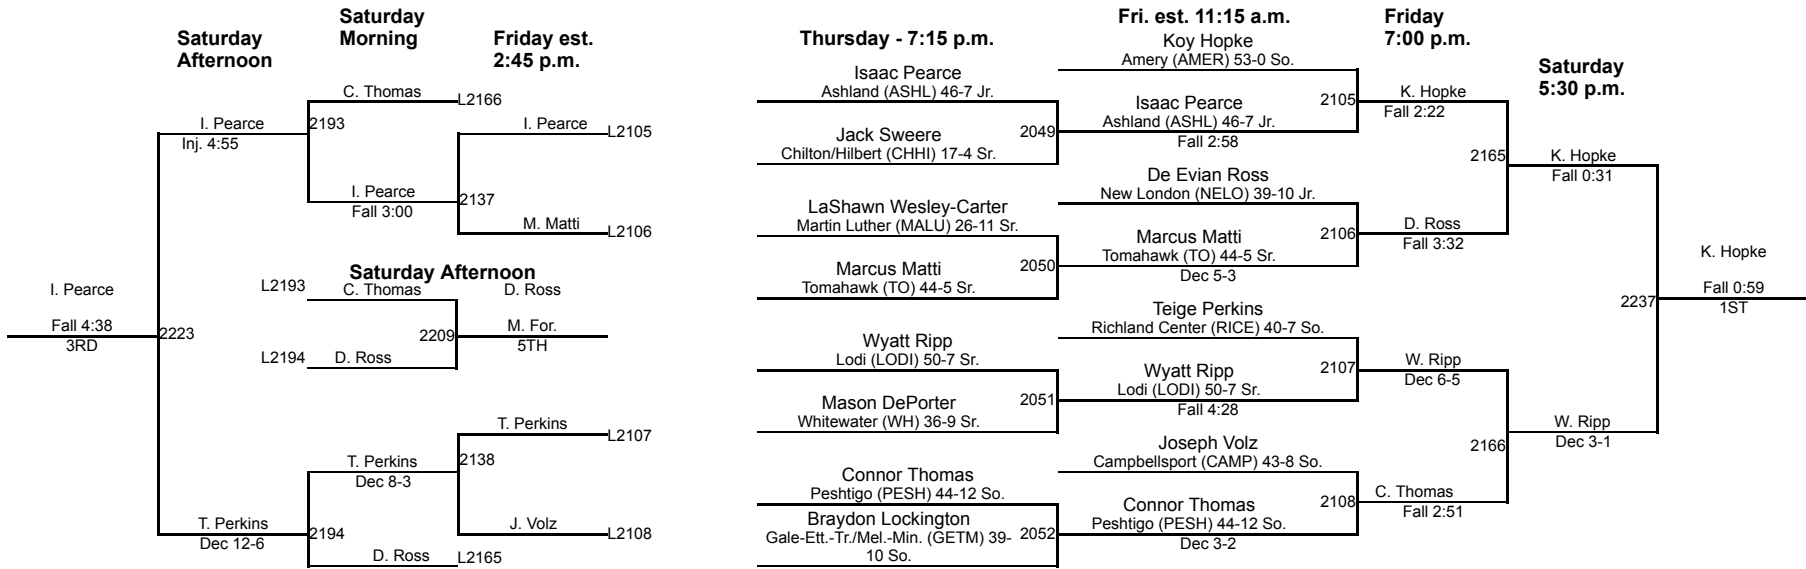 Saturday
Afternoon
Saturday
Morning
Friday est.
2:45 p.m.
C. Thomas
L2166
I. Pearce
2193
Inj. 4:55
I. Pearce
L2105
I. Pearce
Fall 3:00
2137
M. Matti
L2106
Saturday Afternoon
I. Pearce
Fall 4:38
3RD
2223
L2193
C. Thomas
D. Ross
2209
M. For.
5TH
L2194
D. Ross
T. Perkins
L2107
T. Perkins
Dec 8-3
2138
J. Volz
L2108
T. Perkins
Dec 12-6
2194
D. Ross
L2165
Thursday - 7:15 p.m.
Isaac Pearce
Ashland (ASHL) 46-7 Jr.
Jack Sweere
Chilton/Hilbert (CHHI) 17-4 Sr.
2049
LaShawn Wesley-Carter
Martin Luther (MALU) 26-11 Sr.
Marcus Matti
Tomahawk (TO) 44-5 Sr.
2050
Wyatt Ripp
Lodi (LODI) 50-7 Sr.
Mason DePorter
Whitewater (WH) 36-9 Sr.
2051
Connor Thomas
Peshtigo (PESH) 44-12 So.
Braydon Lockington
Gale-Ett.-Tr./Mel.-Min. (GETM) 39-
10 So.
2052
Fri. est. 11:15 a.m.
Koy Hopke
Amery (AMER) 53-0 So.
Isaac Pearce
Ashland (ASHL) 46-7 Jr.
Fall 2:58
2105
De Evian Ross
New London (NELO) 39-10 Jr.
Marcus Matti
Tomahawk (TO) 44-5 Sr.
Dec 5-3
2106
Teige Perkins
Richland Center (RICE) 40-7 So.
Wyatt Ripp
Lodi (LODI) 50-7 Sr.
Fall 4:28
2107
Joseph Volz
Campbellsport (CAMP) 43-8 So.
Connor Thomas
Peshtigo (PESH) 44-12 So.
Dec 3-2
2108
Friday
7:00 p.m.
K. Hopke
Fall 2:22
2165
D. Ross
Fall 3:32
W. Ripp
Dec 6-5
2166
C. Thomas
Fall 2:51
Saturday
5:30 p.m.
K. Hopke
Fall 0:31
2237
W. Ripp
Dec 3-1
K. Hopke
Fall 0:59
1ST